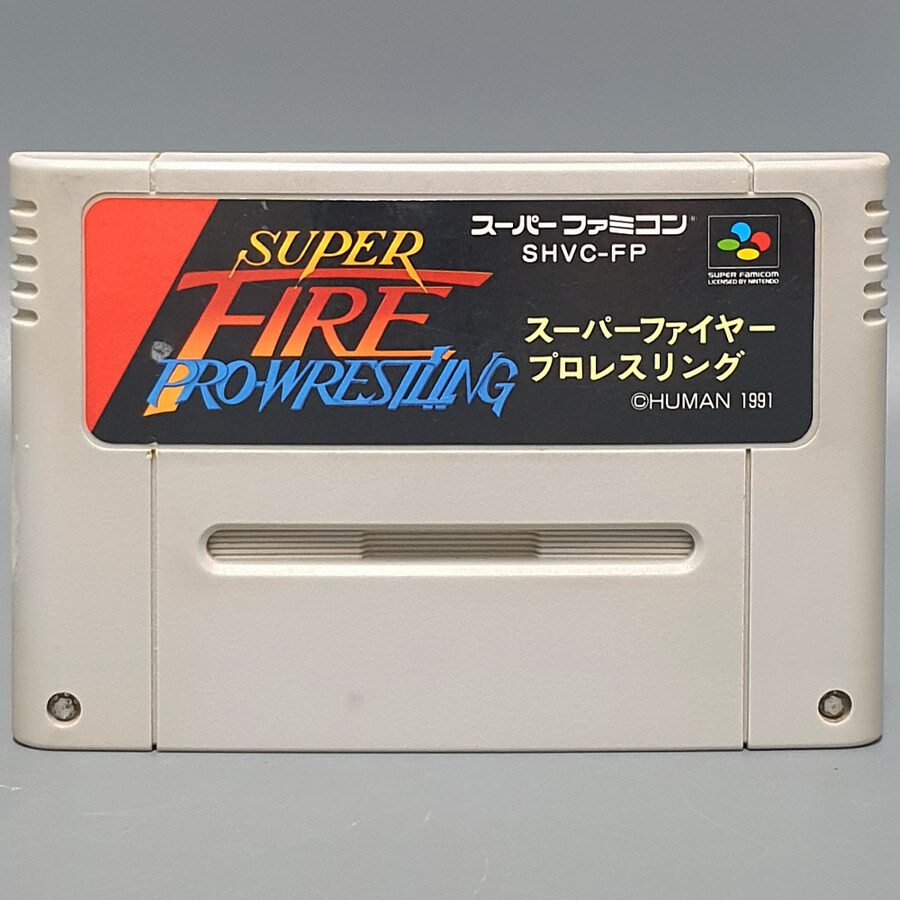 SUPER
FIRE
PRO-WRESTLING
スーパーファミコン®
SHVC-FP
SUPER FAMICOM
LICENSED BY NINTENDO
スーパーファイヤー
プロレスリング
©HUMAN 1991